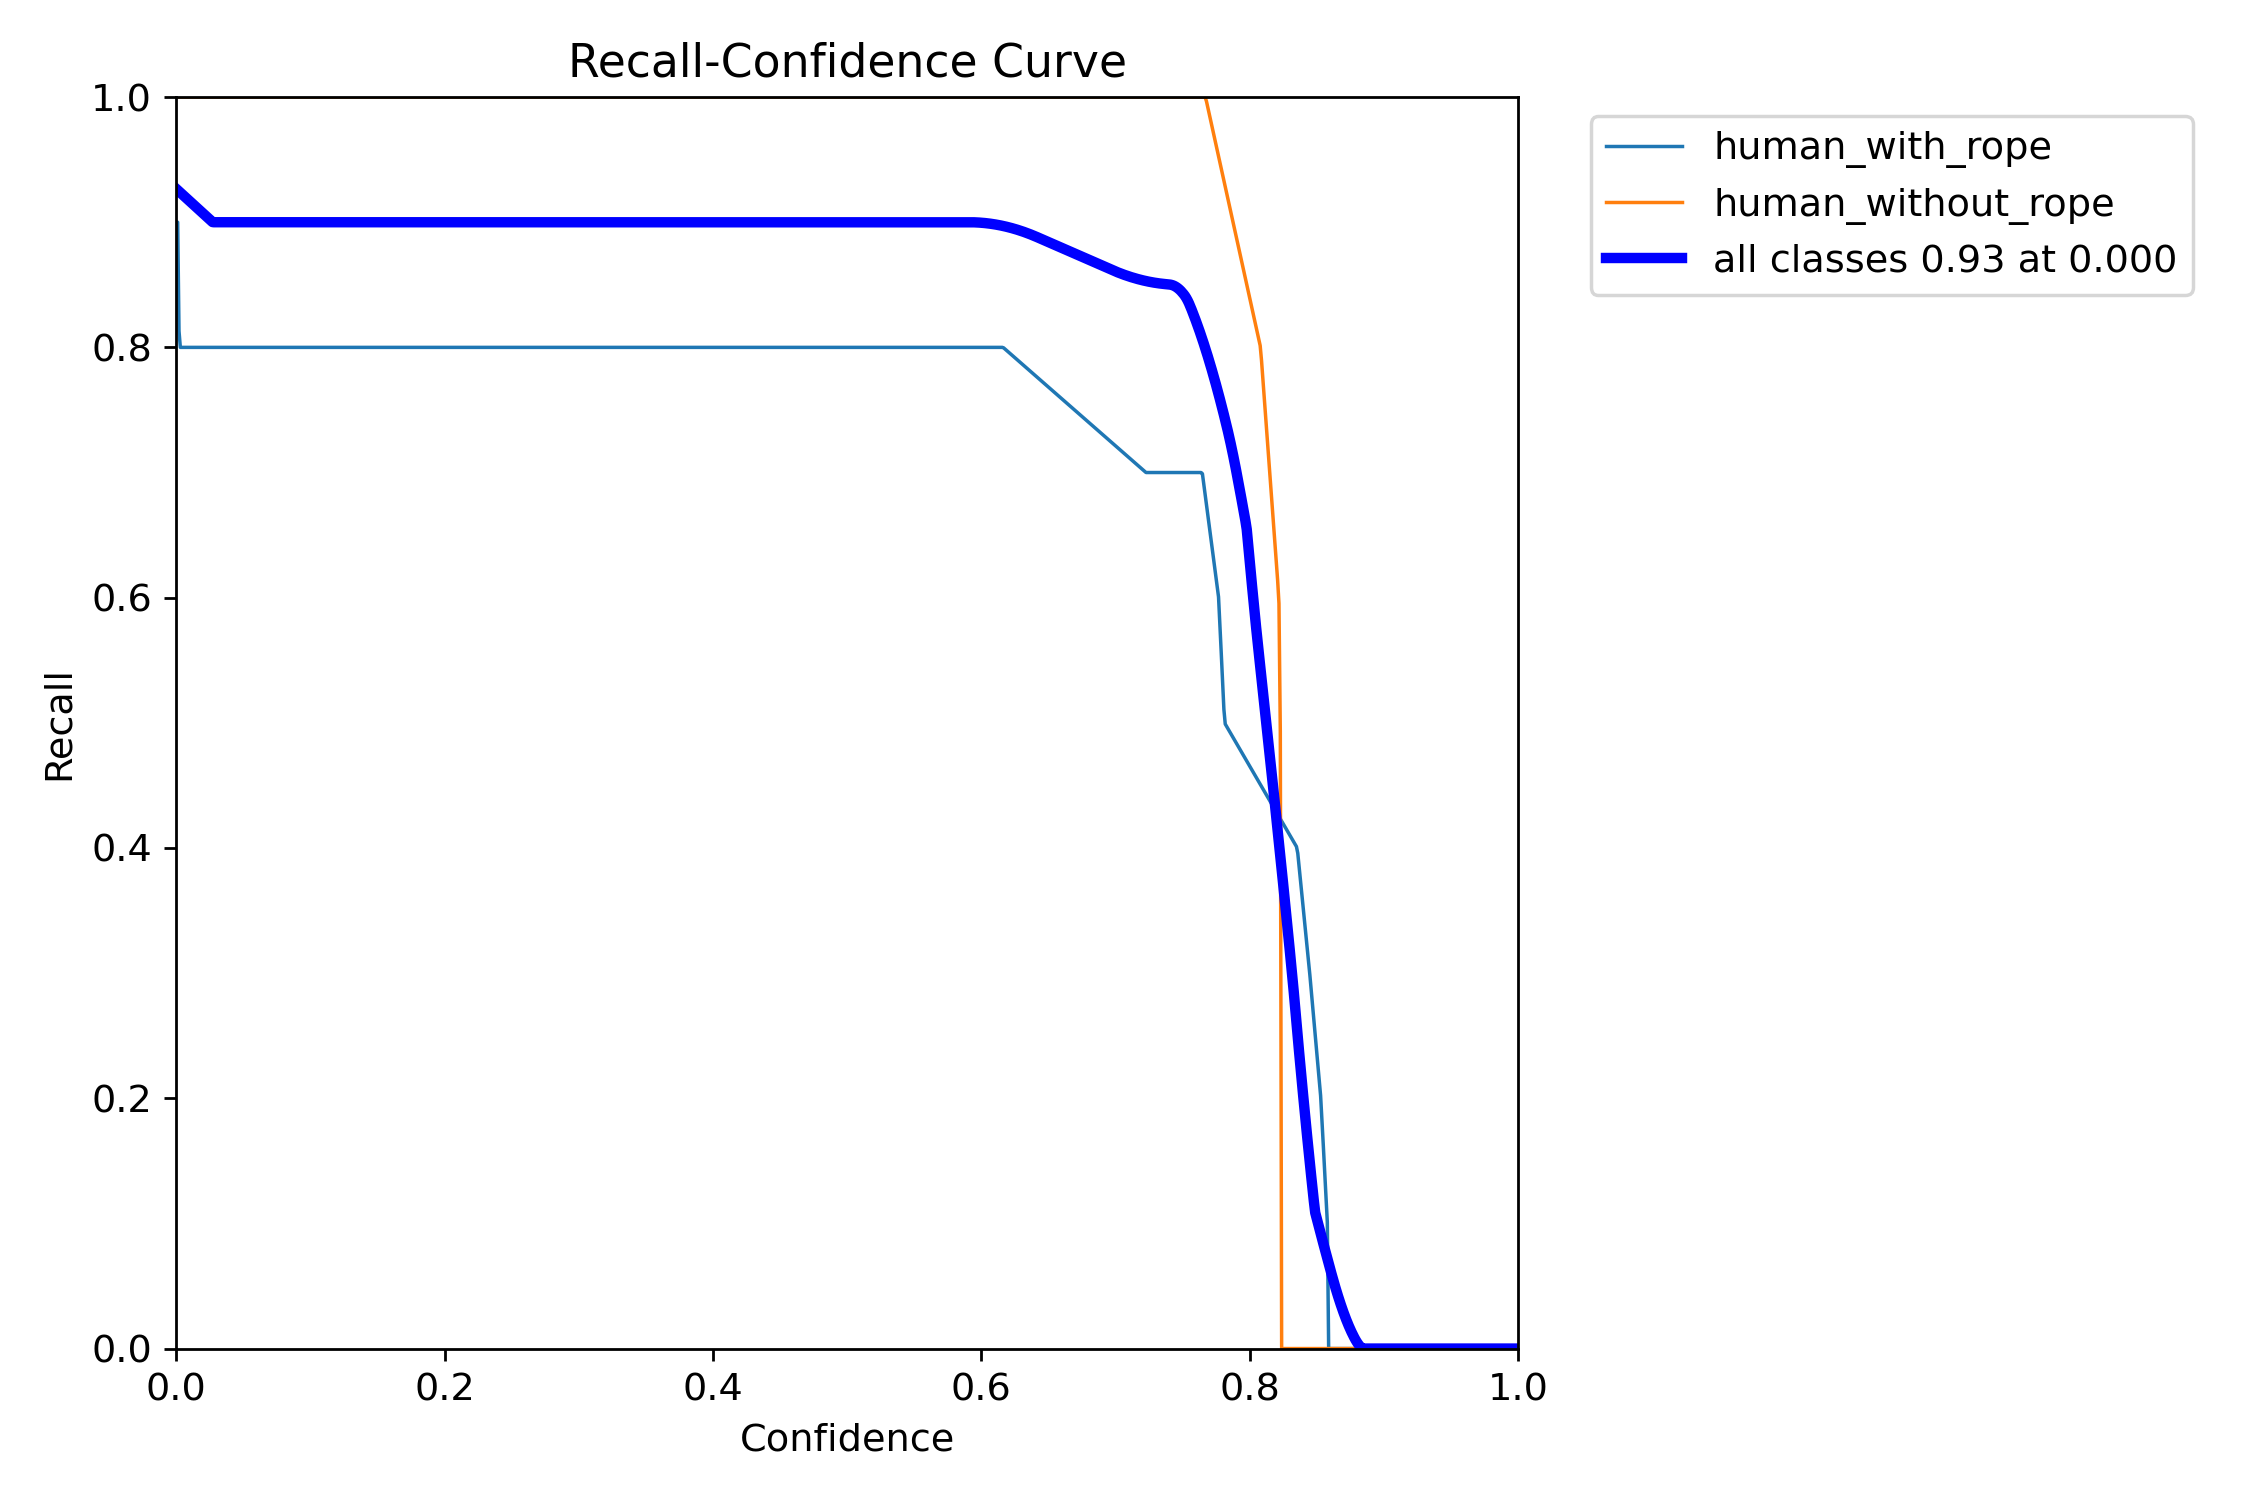 Recall-Confidence Curve
1.0
0.8
0.6
0.4
0.2
0.0
Recall
0.0 0.2 0.4 0.6 0.8 1.0
Confidence
human_with_rope
human_without_rope
all classes 0.93 at 0.000